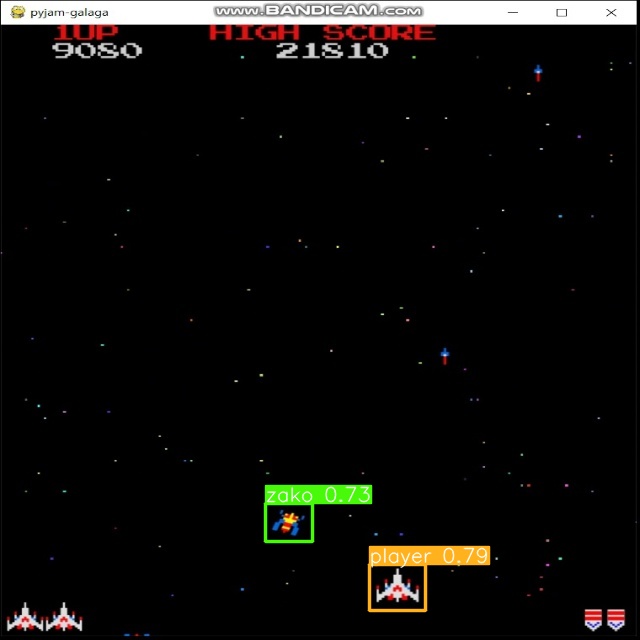 pyjam-galaga
www.BANDICAM.com
1UP
HIGH SCORE
9080
21810
zako 0.73
player 0.79